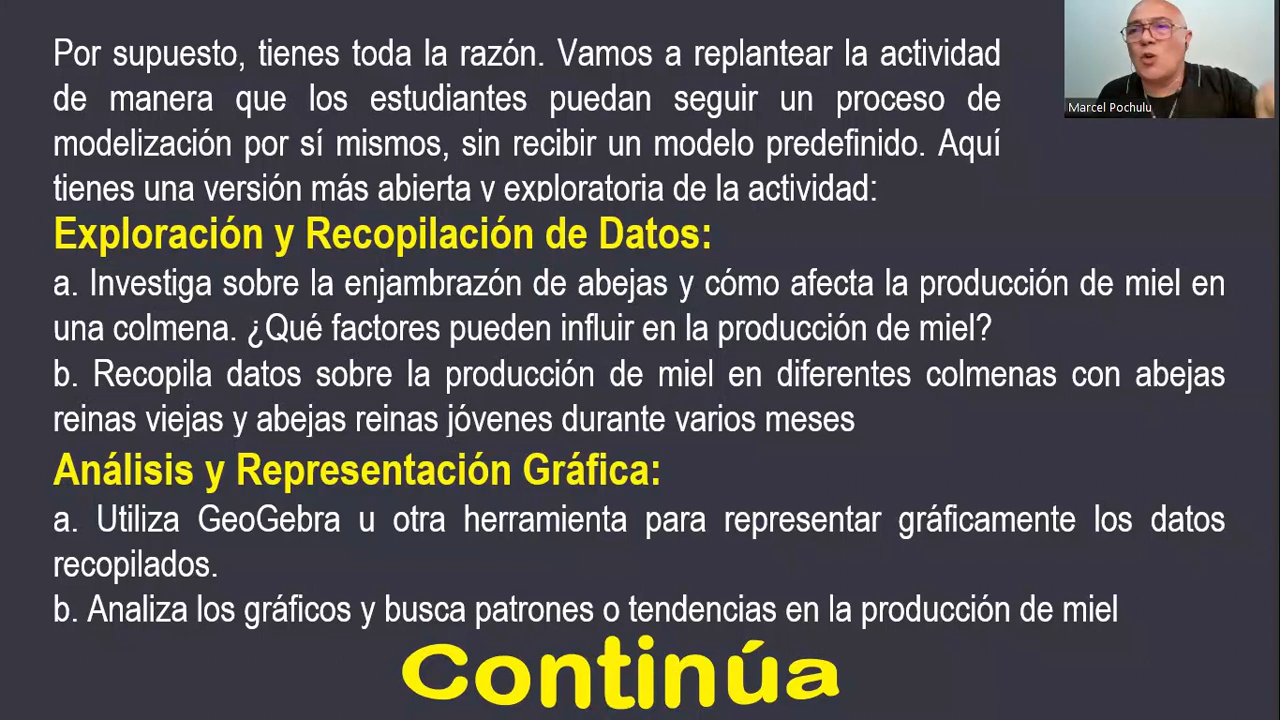 Por supuesto, tienes toda la razón. Vamos a replantear la actividad
de manera que los estudiantes puedan seguir un proceso de
modelización por sí mismos, sin recibir un modelo predefinido. Aquí
tienes una versión más abierta y exploratoria de la actividad:
Marcel Pochulu
Exploración y Recopilación de Datos:
a. Investiga sobre la enjambrazón de abejas y cómo afecta la producción de miel en
una colmena. ¿Qué factores pueden influir en la producción de miel?
b. Recopila datos sobre la producción de miel en diferentes colmenas con abejas
reinas viejas y abejas reinas jóvenes durante varios meses
Análisis y Representación Gráfica:
a. Utiliza GeoGebra u otra herramienta para representar gráficamente los datos
recopilados.
b. Analiza los gráficos y busca patrones o tendencias en la producción de miel
Continúa